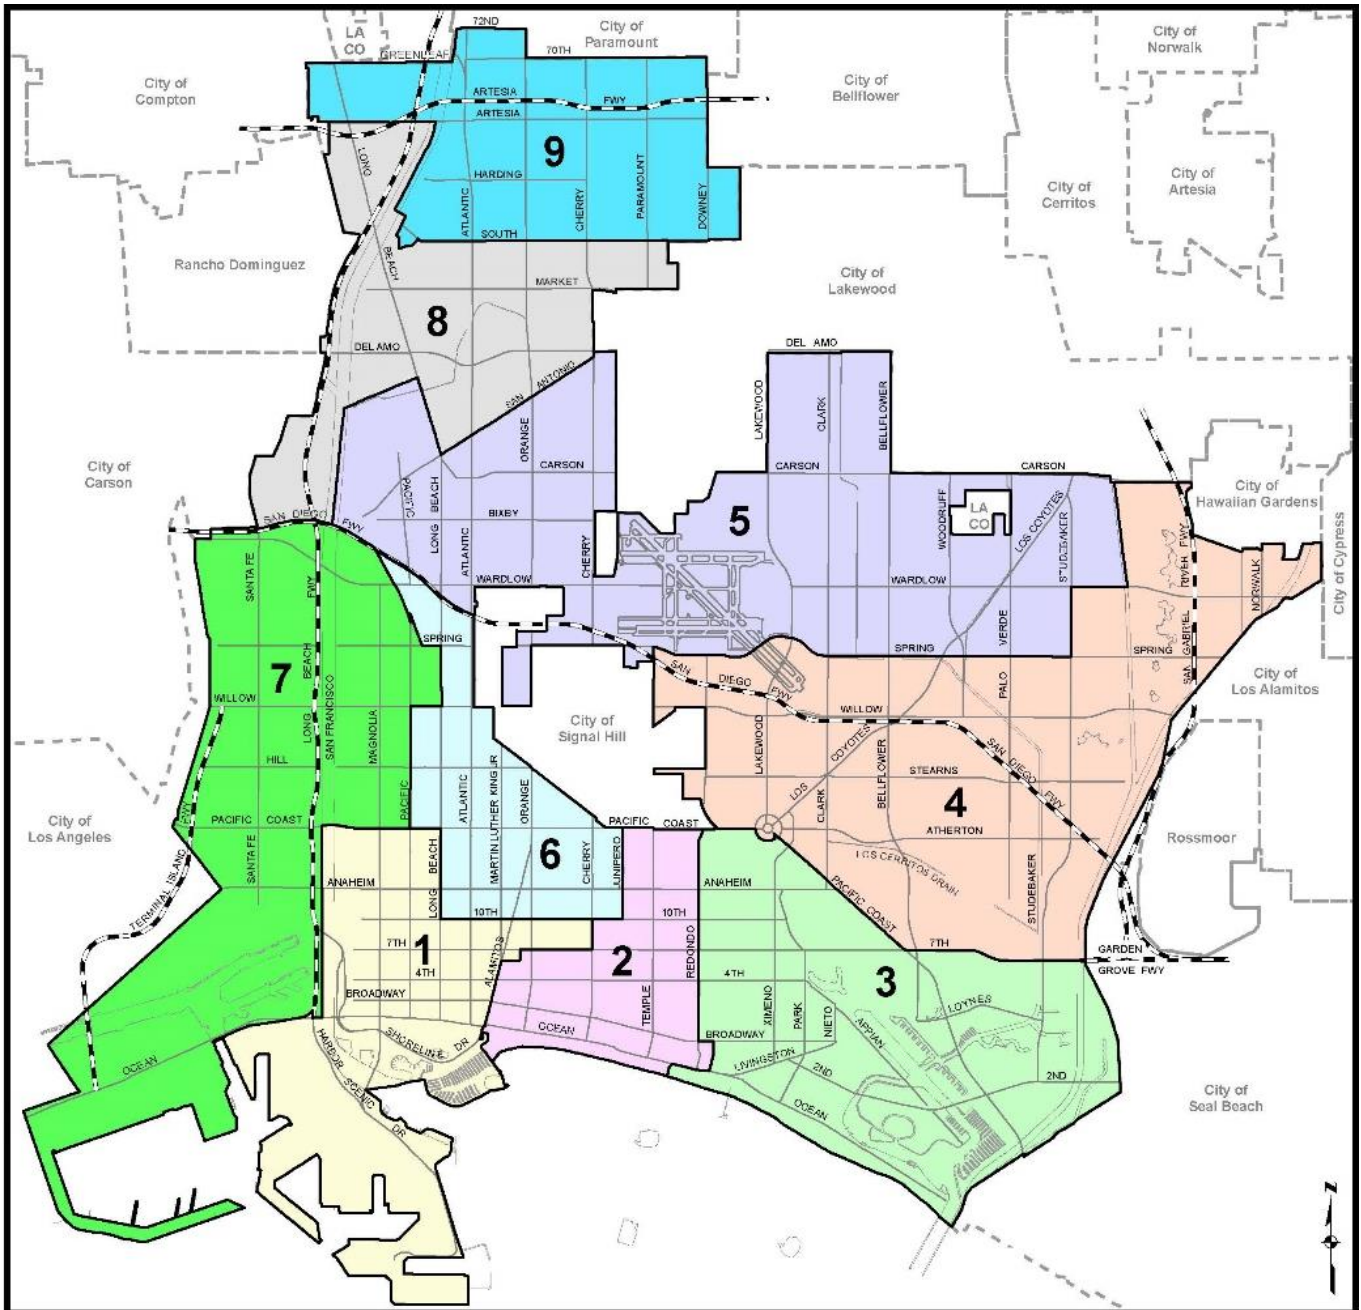 72ND
LA
CO
City of
Paramount
City of
Norwalk
GREENLEAF
70TH
City of
Compton
City of
Bellflower
ARTESIA
FWY
ARTESIA
LONG
9
HARDING
ATLANTIC
CHERRY
PARAMOUNT
DOWNEY
City of
Cerritos
City of
Artesia
SOUTH
BEACH
Rancho Dominguez
MARKET
City of
Lakewood
8
DEL AMO
DEL AMO
SAN ANTONIO
LAKEWOOD
CLARK
BELLFLOWER
ORANGE
City of
Carson
CARSON
CARSON
CARSON
PACIFIC
LONG BEACH
City of
Hawaiian Gardens
LA
CO
BIXBY
5
WOODRUFF
LOS COYOTES
STUDEBAKER
SAN DIEGO FWY
ATLANTIC
CHERRY
RIVER FWY
City of Cypress
SANTA FE
FWY
WARDLOW
WARDLOW
NORWALK
SPRING
VERDE
SPRING
SPRING
SAN GABRIEL
7
LONG BEACH
SAN FRANCISCO
SAN
DIEGO
FWY
PALO
City of
Los Alamitos
WILLOW
WILLOW
MAGNOLIA
City of
Signal Hill
LAKEWOOD
LOS COYOTES
BELLFLOWER
SAN DIEGO FWY
HILL
STEARNS
PACIFIC
ATLANTIC
MARTIN LUTHER KING JR
ORANGE
CLARK
4
City of
Los Angeles
FWY
PACIFIC COAST
PACIFIC COAST
ATHERTON
Rossmoor
SANTA FE
LONG BEACH
6
CHERRY
JUNIPERO
LOS CERRITOS DRAIN
TERMINAL ISLAND
ANAHEIM
ANAHEIM
PACIFIC COAST
STUDEBAKER
10TH
10TH
7TH
1
ALAMITOS
2
REDONDO
7TH
GARDEN
GROVE FWY
4TH
4TH
3
BROADWAY
TEMPLE
XIMENO
PARK
NIETO
APPIAN
LOYNES
OCEAN
BROADWAY
HARBOR SCENIC DR
SHORELINE DR
OCEAN
LIVINGSTON
2ND
2ND
OCEAN
City of
Seal Beach
N